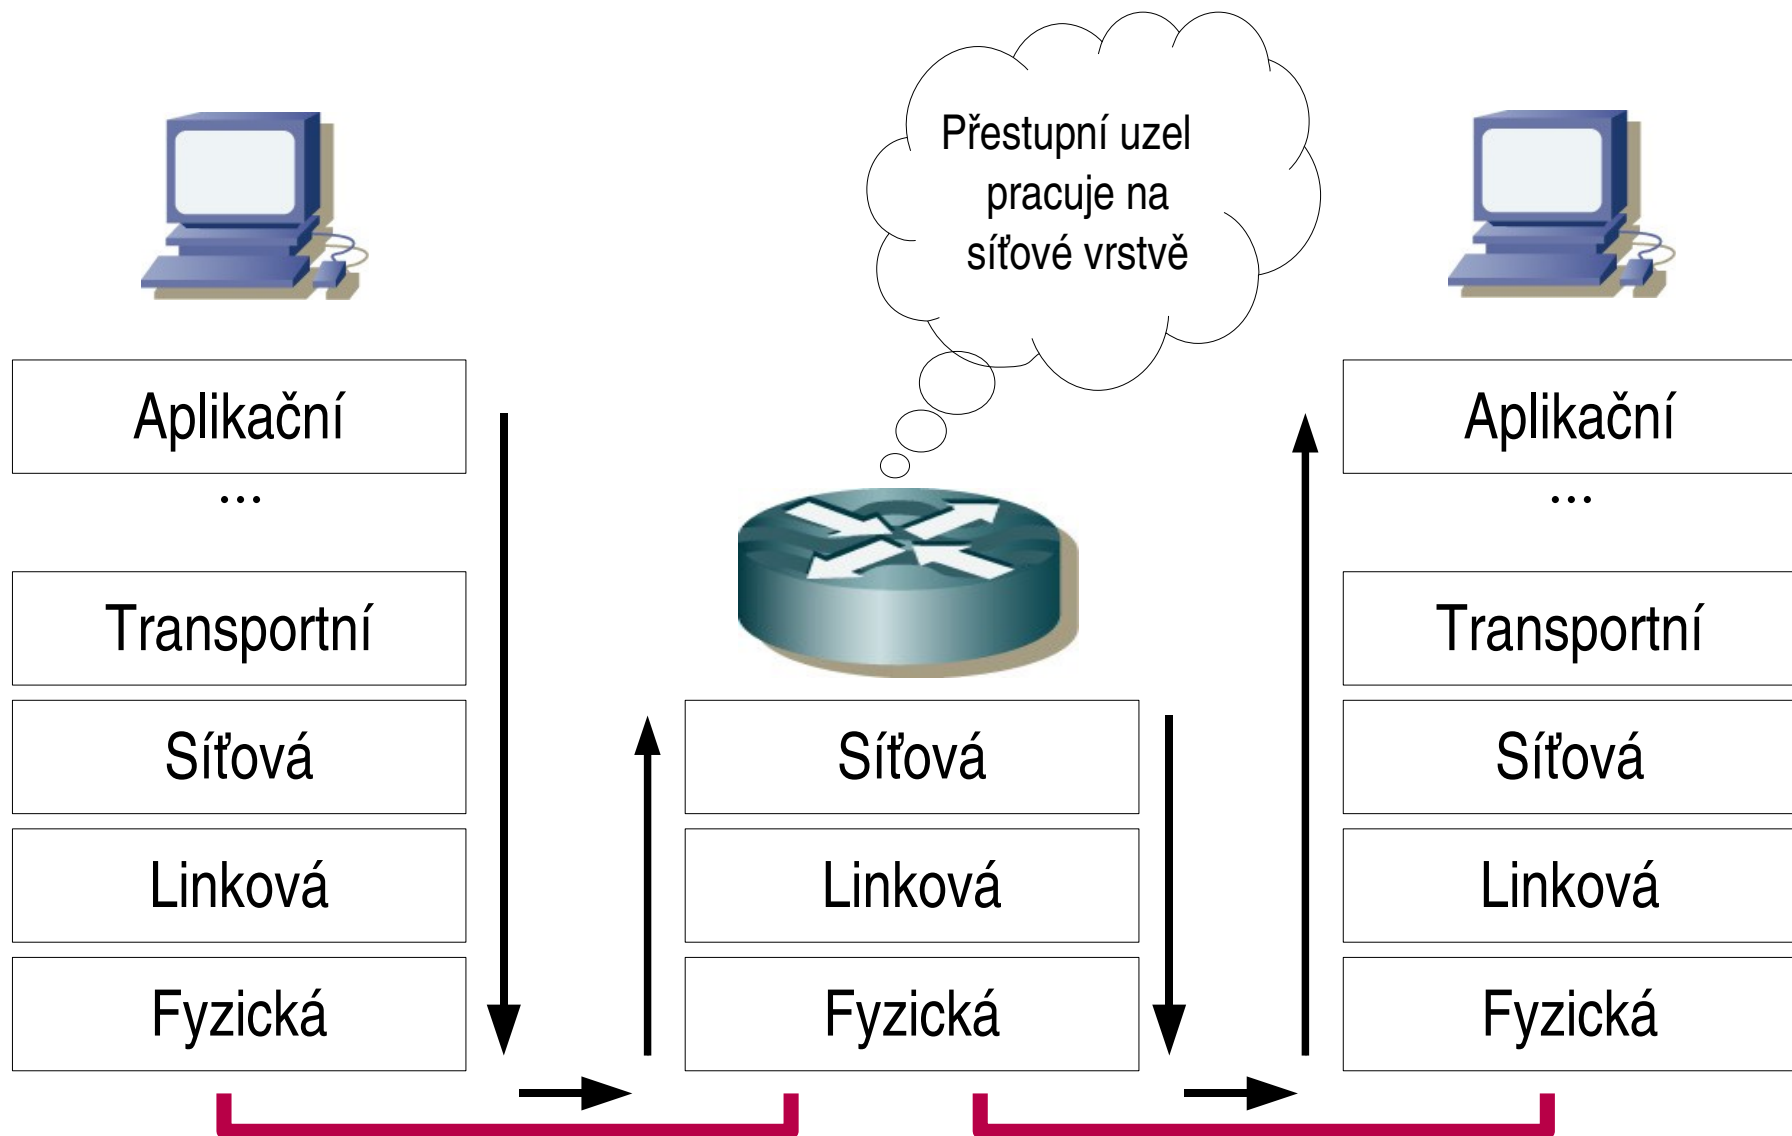 Přestupní uzel
pracuje na
síťové vrstvě
Aplikační
...
Transportní
Síťová
Linková
Fyzická
Síťová
Linková
Fyzická
Aplikační
...
Transportní
Síťová
Linková
Fyzická